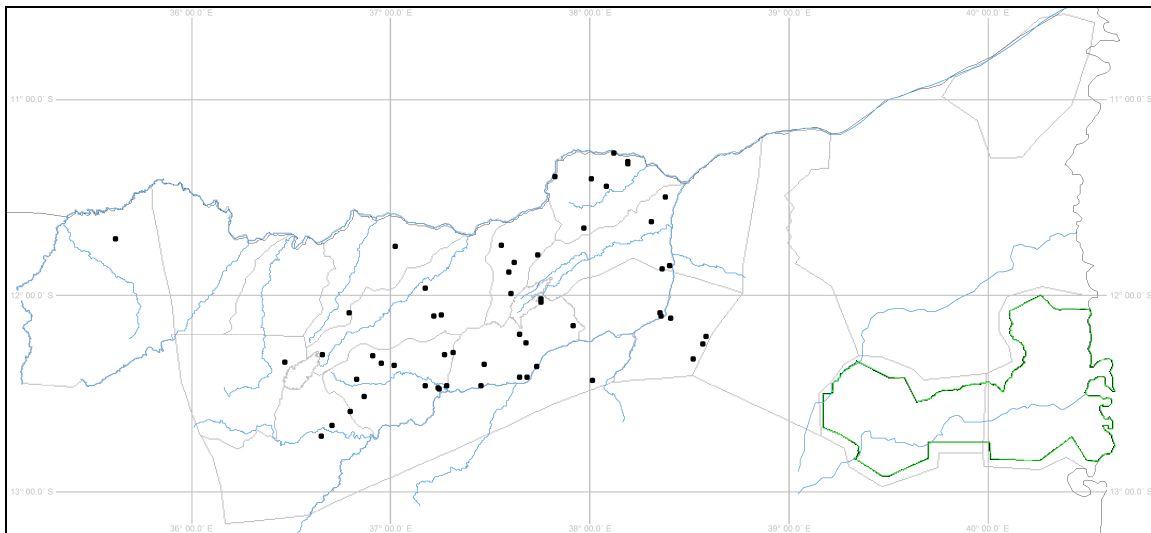 36° 00.0´ E 37° 00.0´ E 38° 00.0´ E 39° 00.0´ E 40° 00.0´ E
11° 00.0´ S 11° 00.0´ S
12° 00.0´ S 12° 00.0´ S
13° 00.0´ S 13° 00.0´ S
36° 00.0´ E 37° 00.0´ E 38° 00.0´ E 39° 00.0´ E 40° 00.0´ E